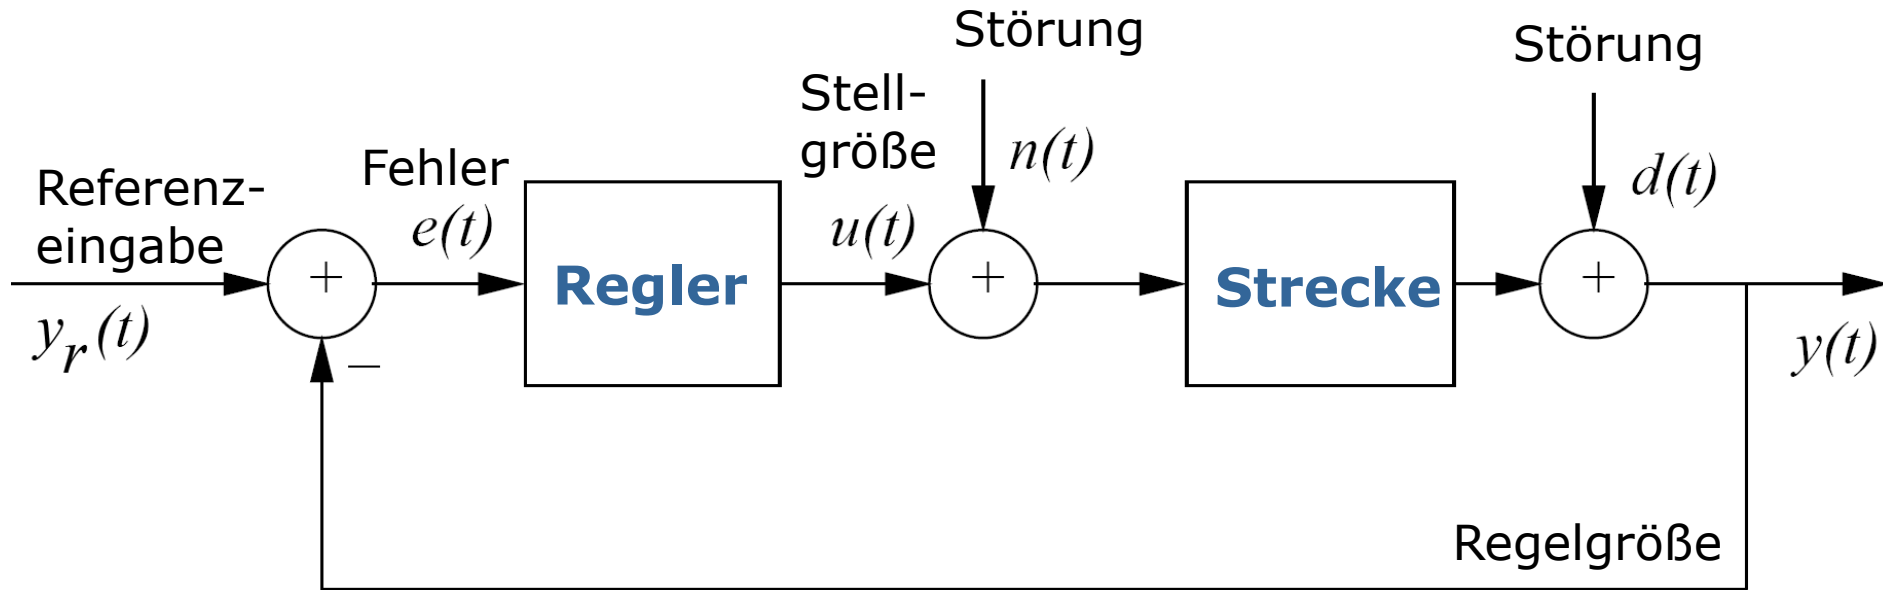 Störung
Störung
Stell-
größe
n(t)
d(t)
Referenz-
eingabe
Fehler
e(t)
u(t)
+
Regler
+
Strecke
+
y_r(t)
−
y(t)
Regelgröße